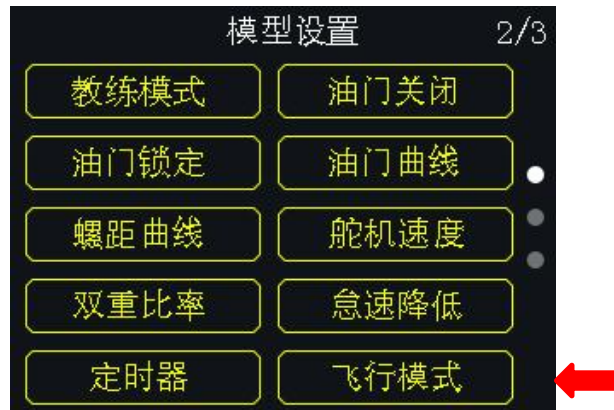 模型设置 2/3
教练模式 油门关闭
油门锁定 油门曲线
螺距曲线 舵机速度
双重比率 怠速降低
定时器 飞行模式